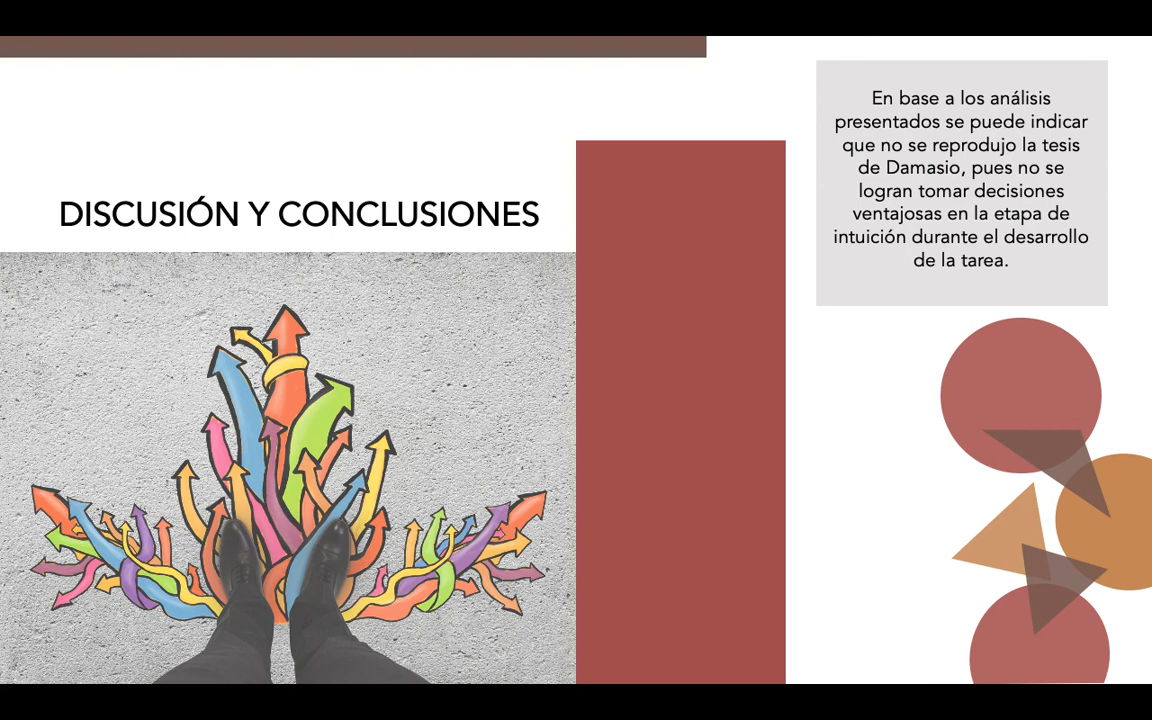 DISCUSIÓN Y CONCLUSIONES
En base a los análisis
presentados se puede indicar
que no se reprodujo la tesis
de Damasio, pues no se
logran tomar decisiones
ventajosas en la etapa de
intuición durante el desarrollo
de la tarea.